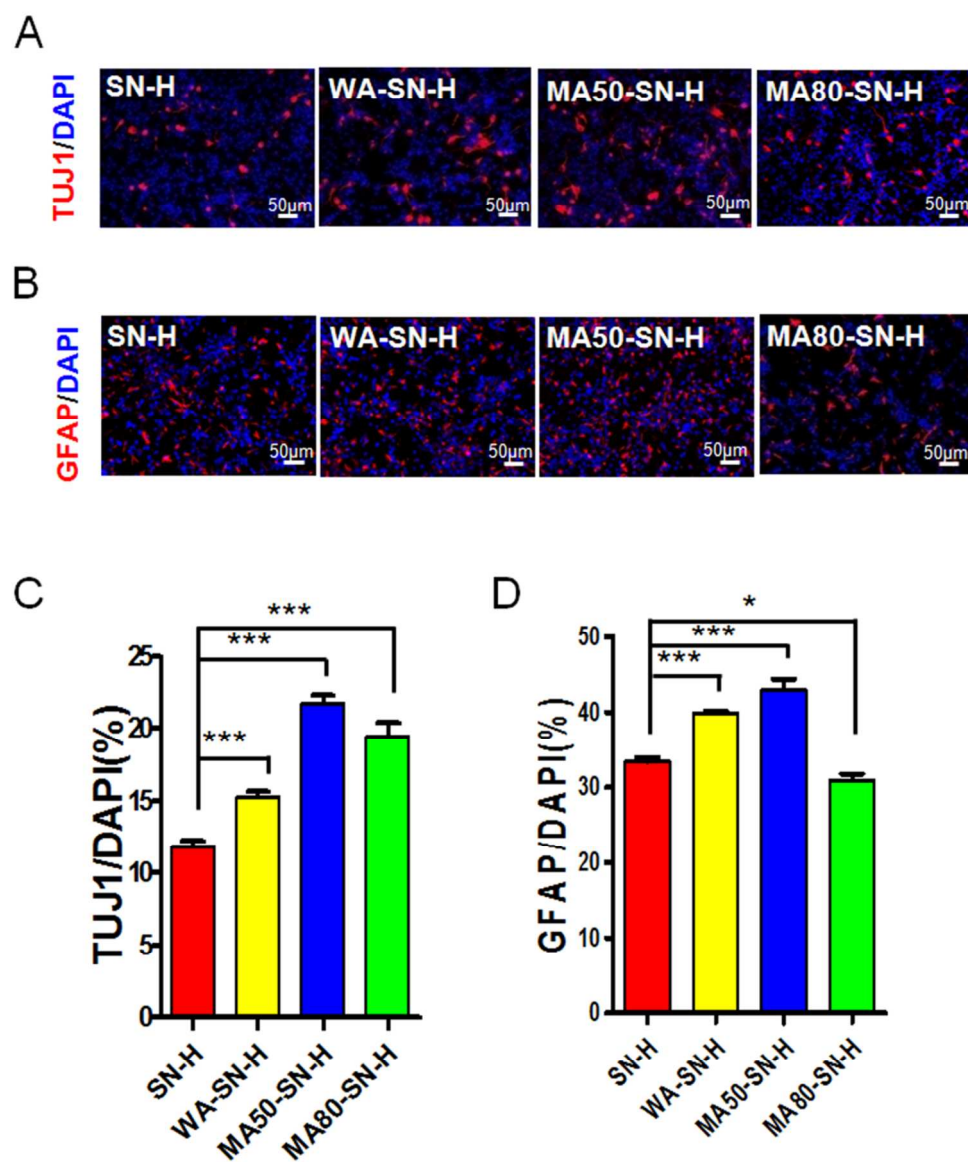 A
TUJ1/DAPI
SN-H
WA-SN-H
MA50-SN-H
MA80-SN-H
50µm
50µm
50µm
50µm
B
GFAP/DAPI
SN-H
WA-SN-H
MA50-SN-H
MA80-SN-H
50µm
50µm
50µm
50µm
C
TUJ1/DAPI(%)
25
20
15
10
5
0
***
***
***
SN-H
WA-SN-H
MA50-SN-H
MA80-SN-H
D
GFAP/DAPI(%)
50
40
30
20
10
0
*
***
***
SN-H
WA-SN-H
MA50-SN-H
MA80-SN-H